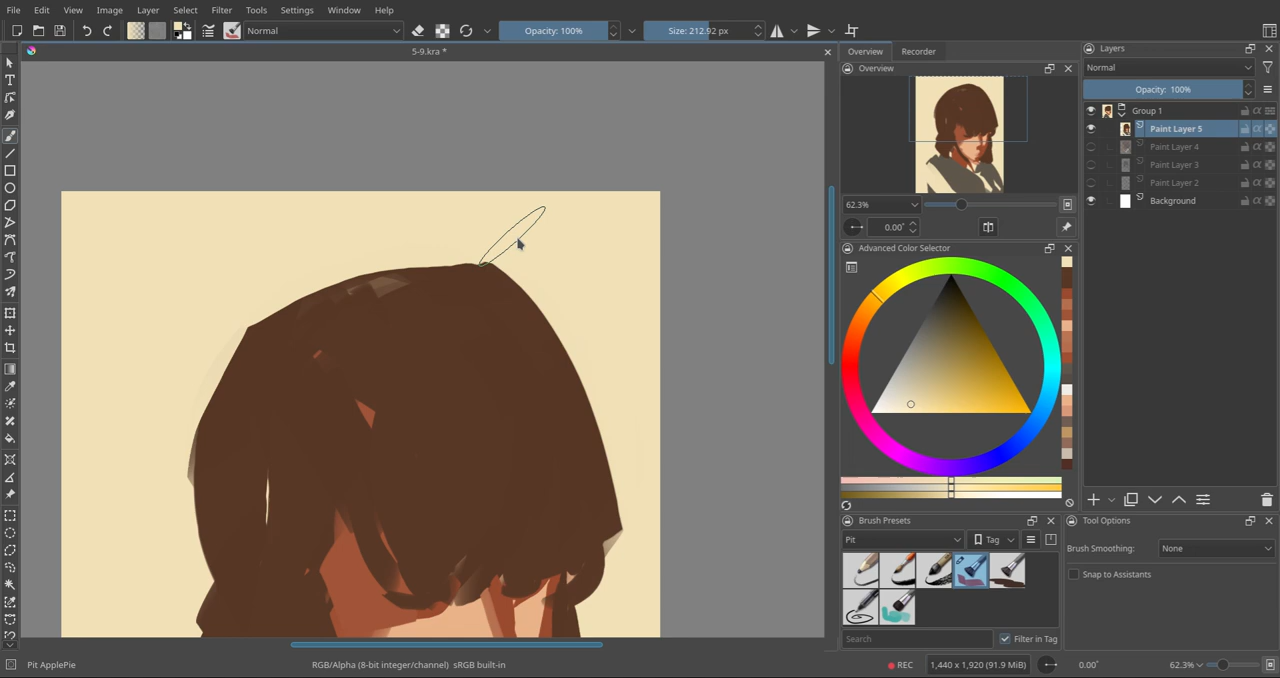 File Edit View Image Layer Select Filter Tools Settings Window Help
Normal Opacity: 100% Size: 212.92 px
5-9.kra *
Overview Recorder
Overview
62.3%
0.00°
Advanced Color Selector
Brush Presets
Pit Tag
Search Filter in Tag
Layers
Normal
Opacity: 100%
Group 1
Paint Layer 5
Paint Layer 4
Paint Layer 3
Paint Layer 2
Background
Tool Options
Brush Smoothing: None
Snap to Assistants
Pit ApplePie RGB/Alpha (8-bit integer/channel) sRGB built-in REC 1,440 x 1,920 (91.9 MiB) 0.00° 62.3%